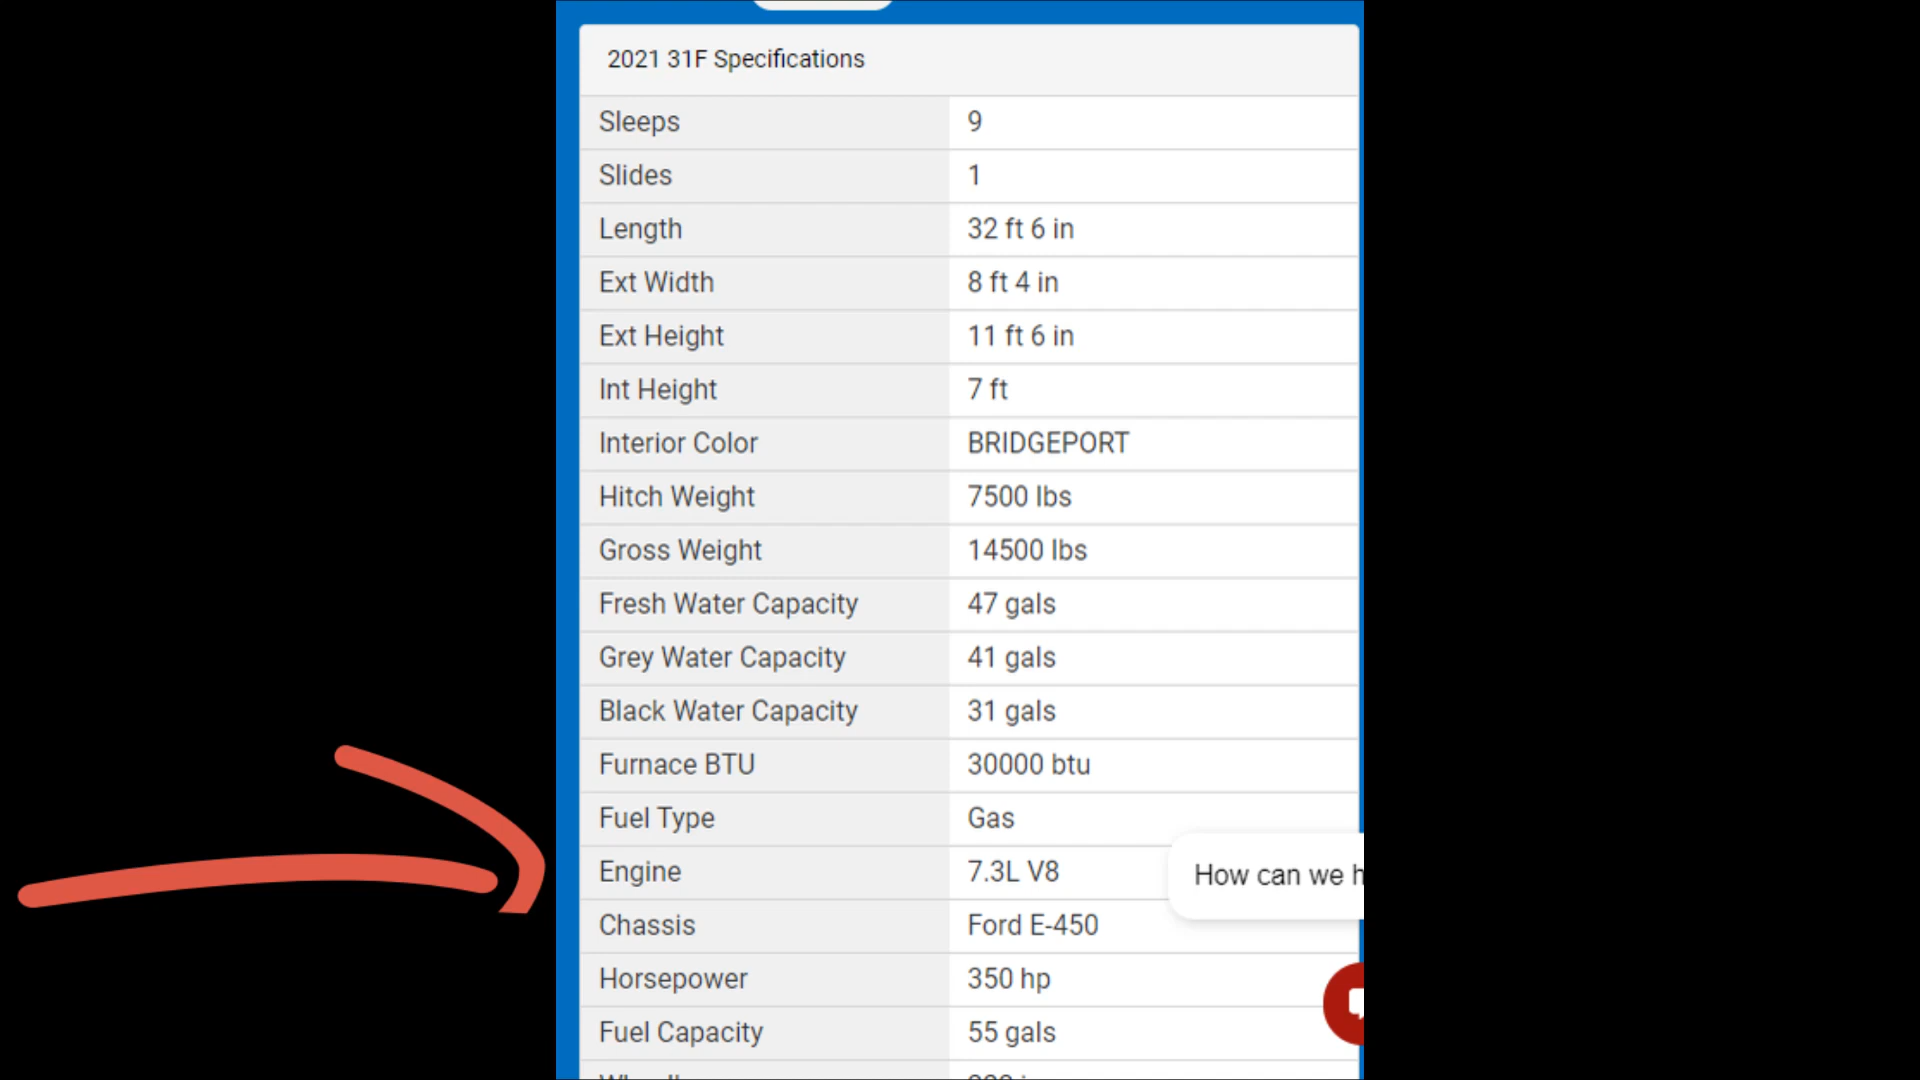 2021 31F Specifications
Sleeps 9
Slides 1
Length 32 ft 6 in
Ext Width 8 ft 4 in
Ext Height 11 ft 6 in
Int Height 7 ft
Interior Color BRIDGEPORT
Hitch Weight 7500 lbs
Gross Weight 14500 lbs
Fresh Water Capacity 47 gals
Grey Water Capacity 41 gals
Black Water Capacity 31 gals
Furnace BTU 30000 btu
Fuel Type Gas
Engine 7.3L V8
How can we h
Chassis Ford E-450
Horsepower 350 hp
Fuel Capacity 55 gals